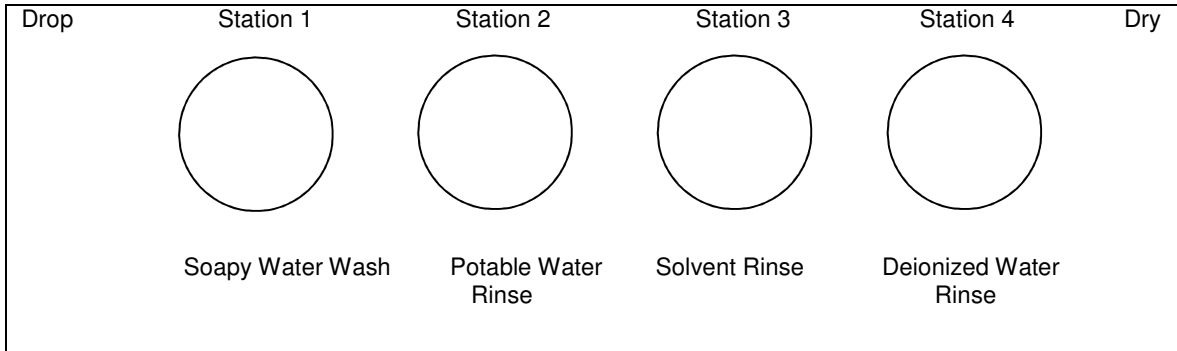 Drop Station 1 Station 2 Station 3 Station 4 Dry
Soapy Water Wash Potable Water Solvent Rinse Deionized Water
Rinse Rinse